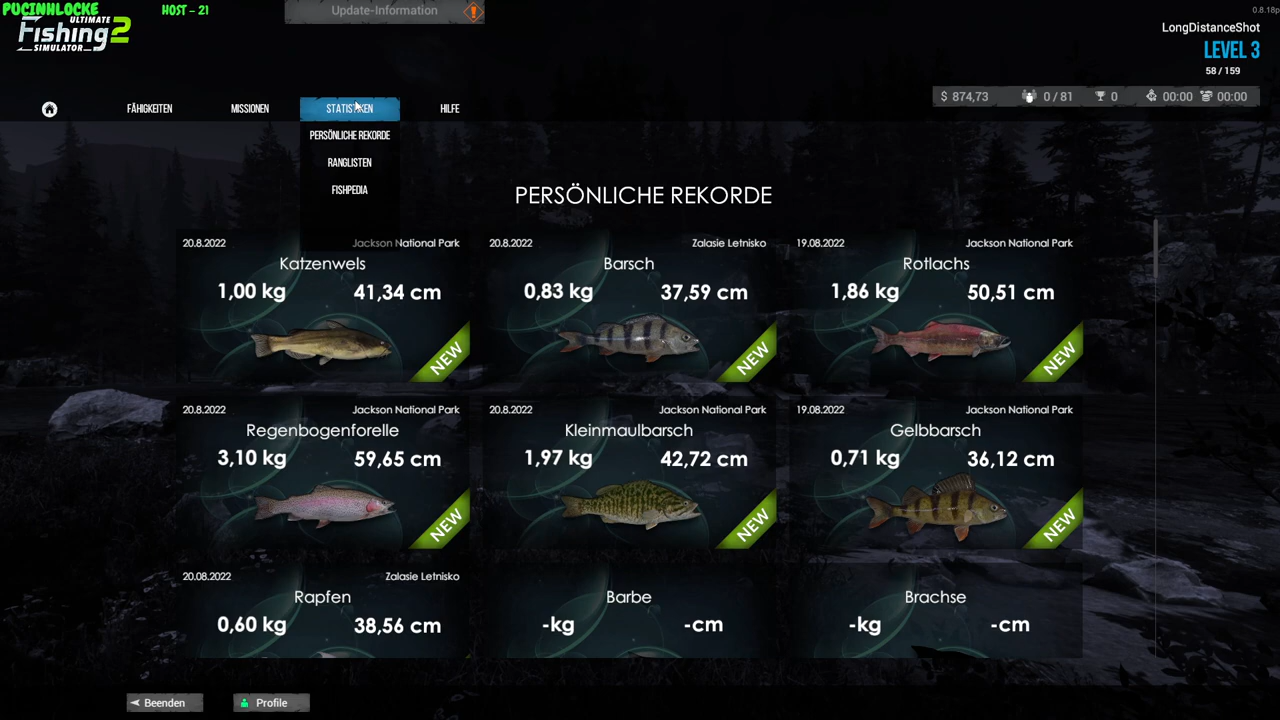 PUCINHLOCKE
HOST - 21
Update-Information
0.8.18p
ULTIMATE
Fishing 2
SIMULATOR
LongDistanceShot
LEVEL 3
58 / 159
$ 874,73 0 / 81 0 00:00 00:00
FÄHIGKEITEN MISSIONEN STATISTIKEN HILFE
PERSÖNLICHE REKORDE
RANGLISTEN
FISHPEDIA
PERSÖNLICHE REKORDE
20.8.2022 Jackson National Park
Katzenwels
1,00 kg 41,34 cm
NEW
20.8.2022 Zalasie Letnisko
Barsch
0,83 kg 37,59 cm
NEW
19.08.2022 Jackson National Park
Rotlachs
1,86 kg 50,51 cm
NEW
20.8.2022 Jackson National Park
Regenbogenforelle
3,10 kg 59,65 cm
NEW
20.8.2022 Jackson National Park
Kleinmaulbarsch
1,97 kg 42,72 cm
NEW
19.08.2022 Jackson National Park
Gelbbarsch
0,71 kg 36,12 cm
NEW
20.08.2022 Zalasie Letnisko
Rapfen
0,60 kg 38,56 cm
Barbe
-kg -cm
Brachse
-kg -cm
Beenden
Profile